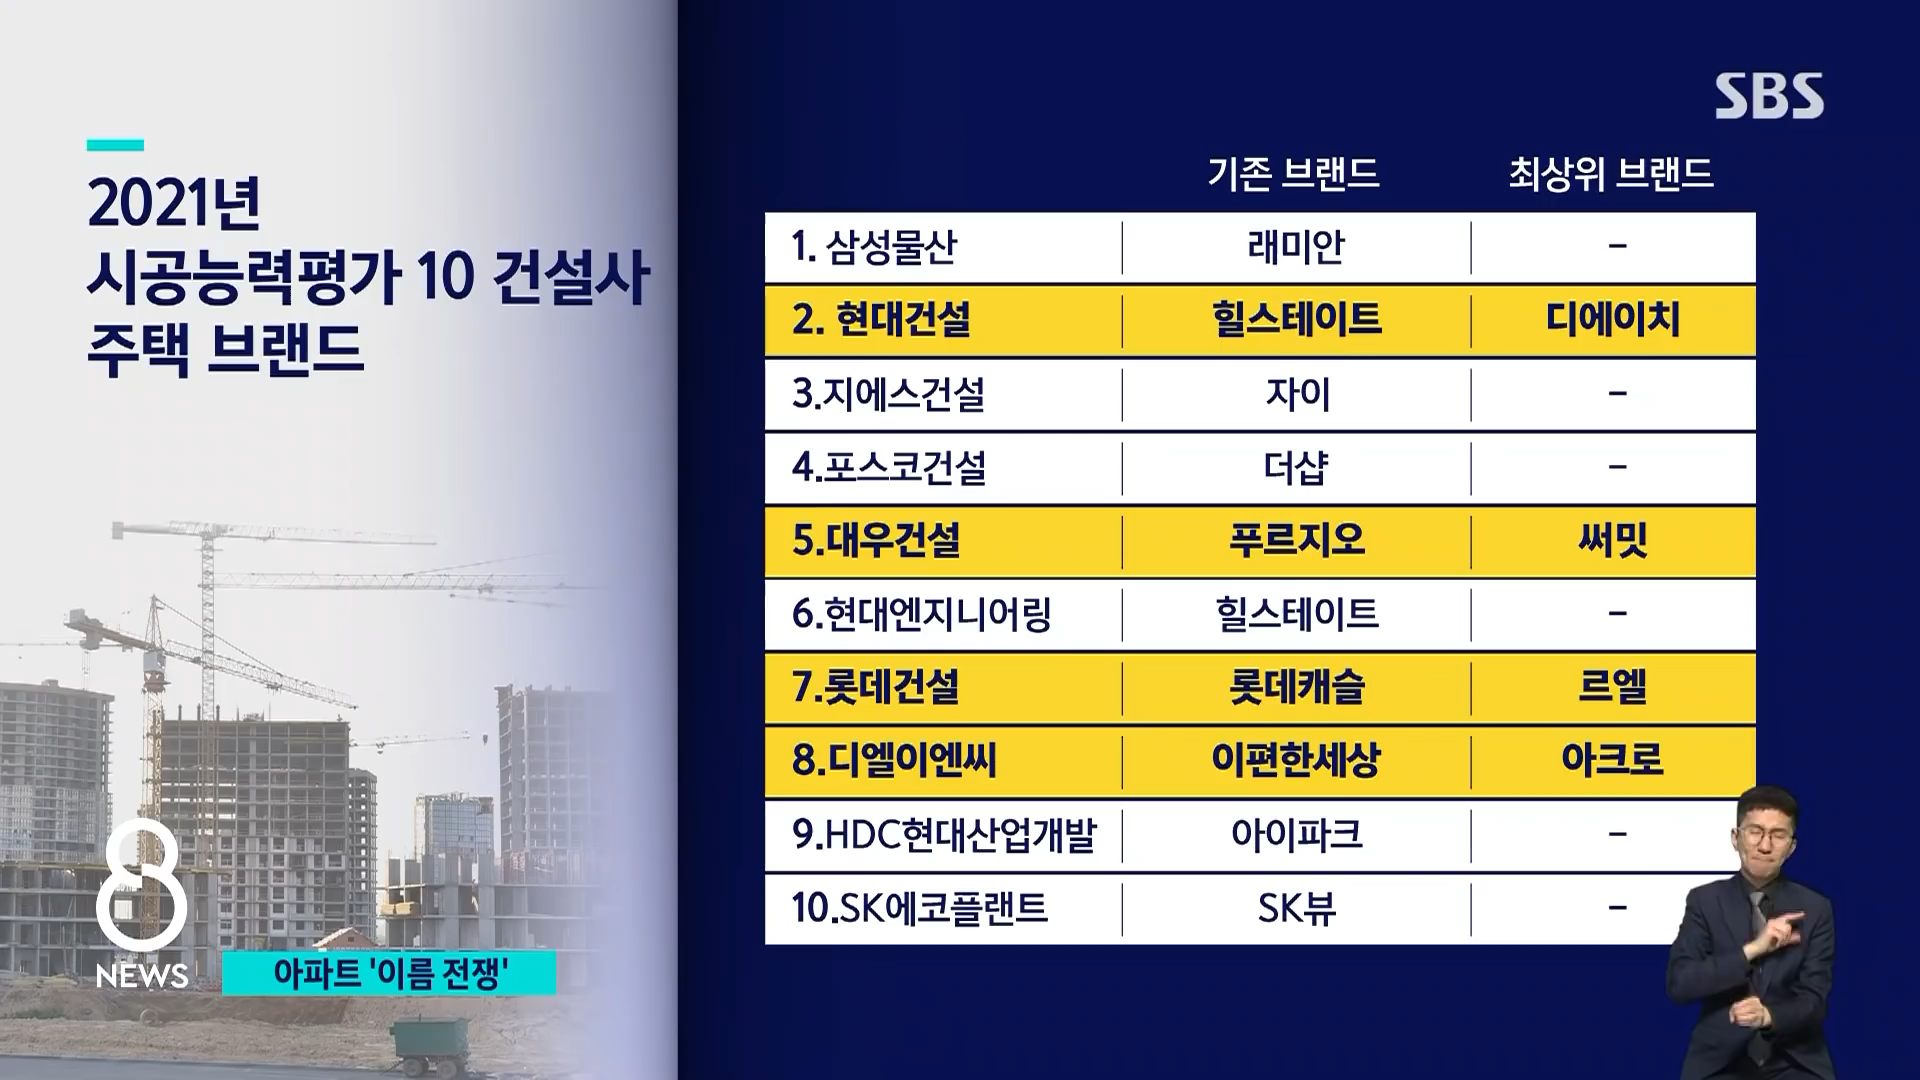 SBS
2021년
시공능력평가 10 건설사
주택 브랜드
기존 브랜드 최상위 브랜드
1. 삼성물산 래미안 -
2. 현대건설 힐스테이트 디에이치
3.지에스건설 자이 -
4.포스코건설 더샵 -
5.대우건설 푸르지오 써밋
6.현대엔지니어링 힐스테이트 -
7.롯데건설 롯데캐슬 르엘
8.디엘이엔씨 이편한세상 아크로
9.HDC현대산업개발 아이파크 -
10.SK에코플랜트 SK뷰 -
8
NEWS
아파트 '이름 전쟁'